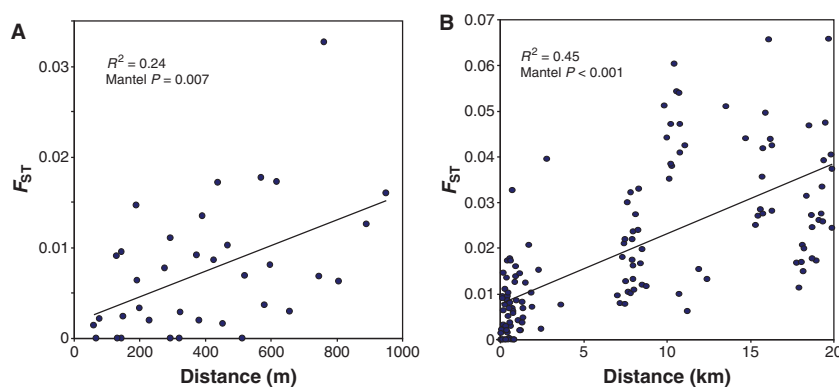 A
R² = 0.24
Mantel P = 0.007
0.03
0.02
0.01
0
F_ST
0
200
400
600
800
1000
Distance (m)
B
R² = 0.45
Mantel P < 0.001
0.07
0.06
0.05
0.04
0.03
0.02
0.01
0
F_ST
0
5
10
15
20
Distance (km)